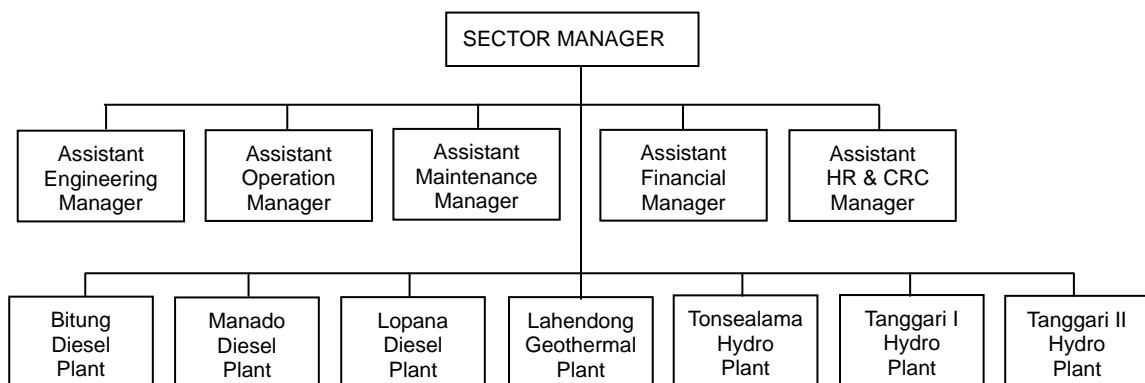 SECTOR MANAGER
Assistant
Engineering
Manager
Assistant
Operation
Manager
Assistant
Maintenance
Manager
Assistant
Financial
Manager
Assistant
HR & CRC
Manager
Bitung
Diesel
Plant
Manado
Diesel
Plant
Lopana
Diesel
Plant
Lahendong
Geothermal
Plant
Tonsealama
Hydro
Plant
Tanggari I
Hydro
Plant
Tanggari II
Hydro
Plant